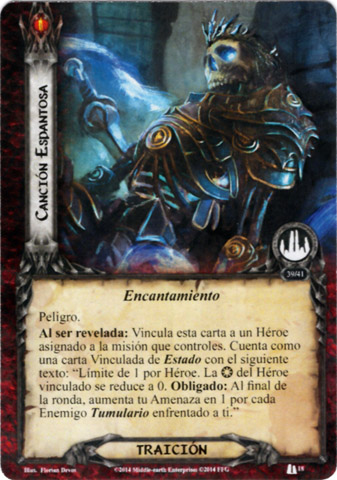 CANCIÓN ESPANTOSA
39/41
Encantamiento
Peligro.
Al ser revelada: Vincula esta carta a un Héroe
asignado a la misión que controles. Cuenta como
una carta Vinculada de Estado con el siguiente
texto: “Límite de 1 por Héroe. La del Héroe
vinculado se reduce a 0. Obligado: Al final de
la ronda, aumenta tu Amenaza en 1 por cada
Enemigo Tumulario enfrentado a ti.”
TRAICIÓN
Illus. Florian Devos ©2014 Middle-earth Enterprises ©2014 FFG